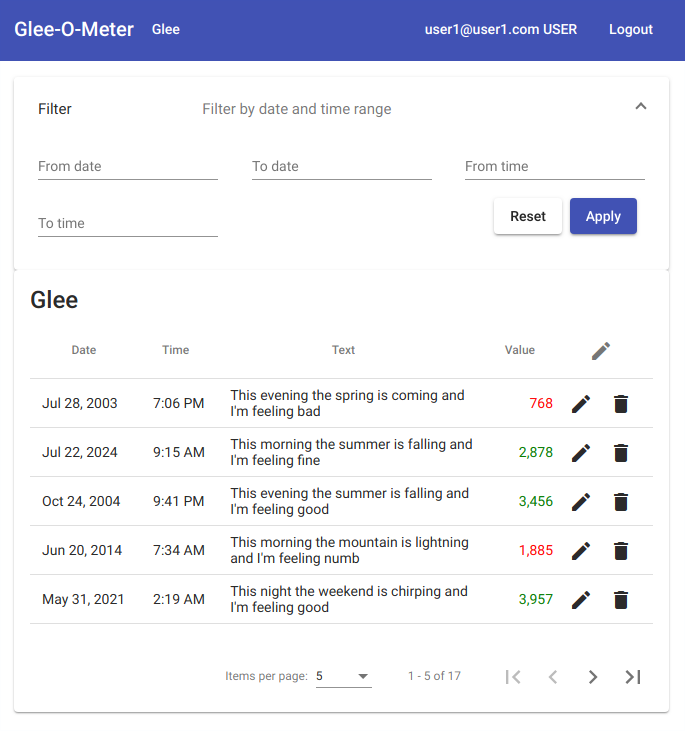 Glee-O-Meter Glee user1@user1.com USER Logout
Filter Filter by date and time range
From date To date From time
To time Reset Apply
Glee
Date Time Text Value
Jul 28, 2003 7:06 PM This evening the spring is coming and 768
I'm feeling bad
Jul 22, 2024 9:15 AM This morning the summer is falling and 2,878
I'm feeling fine
Oct 24, 2004 9:41 PM This evening the summer is falling and 3,456
I'm feeling good
Jun 20, 2014 7:34 AM This morning the mountain is lightning 1,885
and I'm feeling numb
May 31, 2021 2:19 AM This night the weekend is chirping and 3,957
I'm feeling good
Items per page: 5 1 - 5 of 17